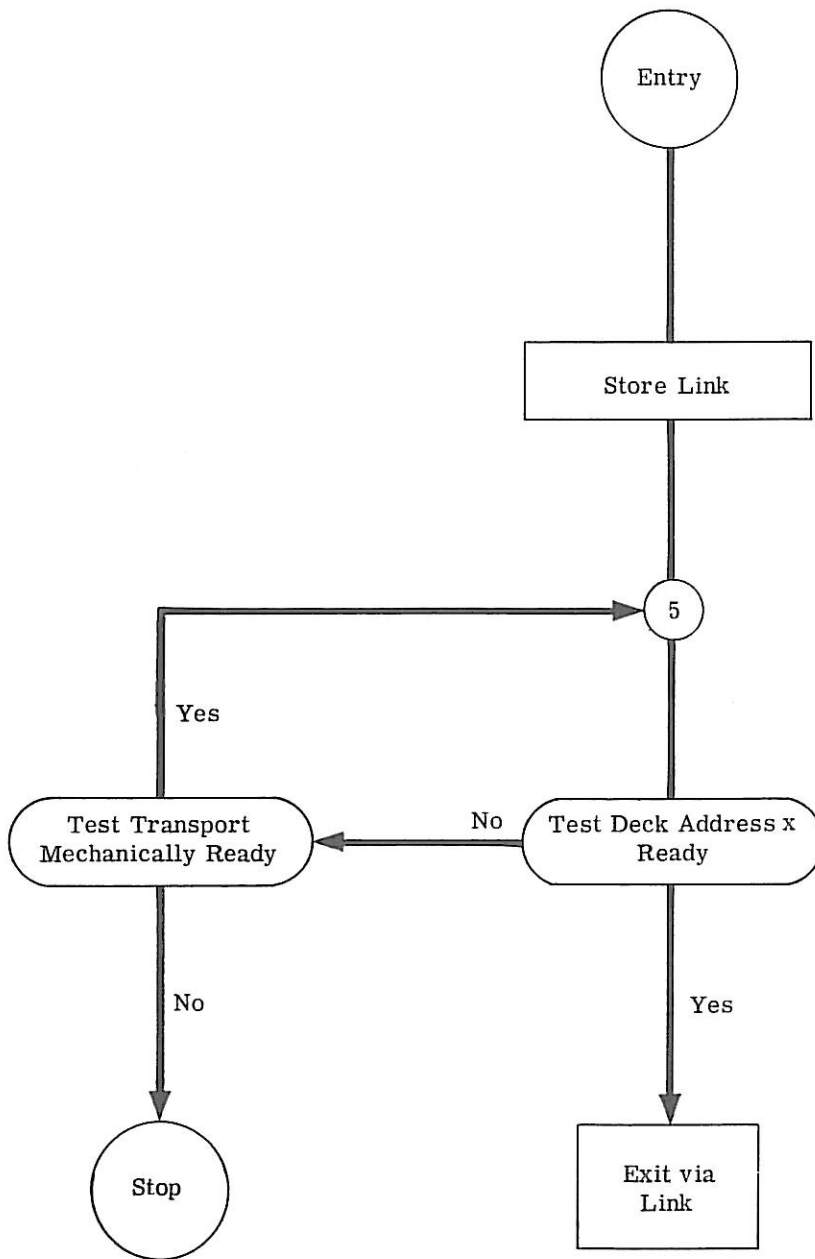 Entry
Store Link
5
Yes
Test Transport
Mechanically Ready
No
Test Deck Address x
Ready
No
Yes
Stop
Exit via
Link